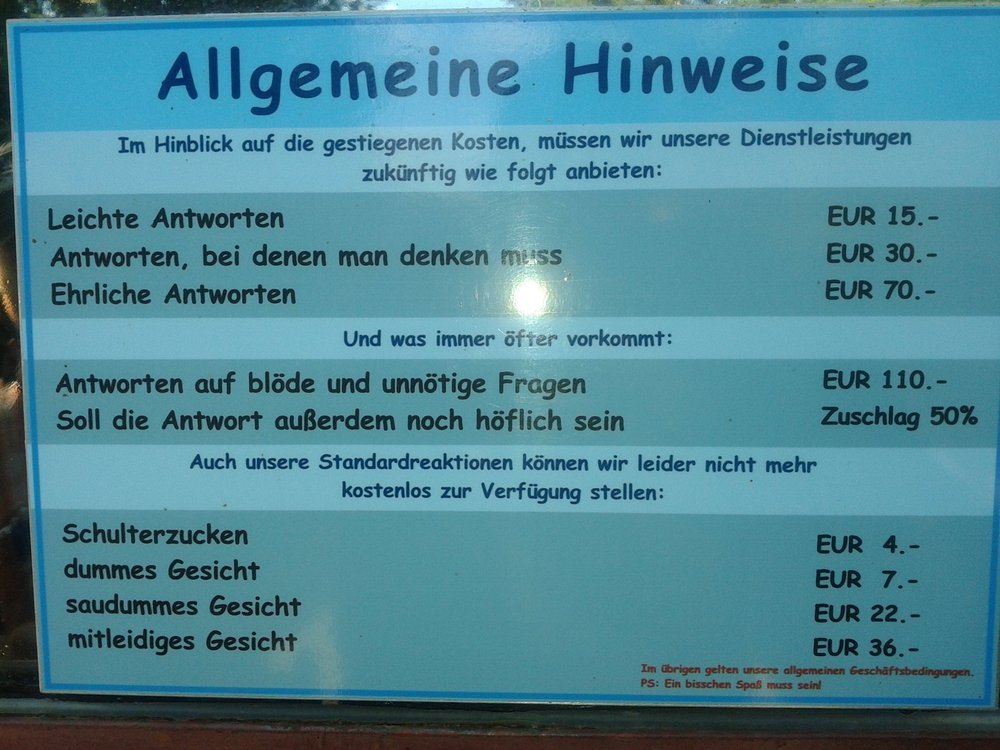 Allgemeine Hinweise
Im Hinblick auf die gestiegenen Kosten, müssen wir unsere Dienstleistungen
zukünftig wie folgt anbieten:
Leichte Antworten EUR 15.-
Antworten, bei denen man denken muss EUR 30.-
Ehrliche Antworten EUR 70.-
Und was immer öfter vorkommt:
Antworten auf blöde und unnötige Fragen EUR 110.-
Soll die Antwort außerdem noch höflich sein Zuschlag 50%
Auch unsere Standardreaktionen können wir leider nicht mehr
kostenlos zur Verfügung stellen:
Schulterzucken EUR 4.-
dummes Gesicht EUR 7.-
saudummes Gesicht EUR 22.-
mitleidiges Gesicht EUR 36.-
Im übrigen gelten unsere allgemeinen Geschäftsbedingungen.
PS: Ein bisschen Spaß muss sein!